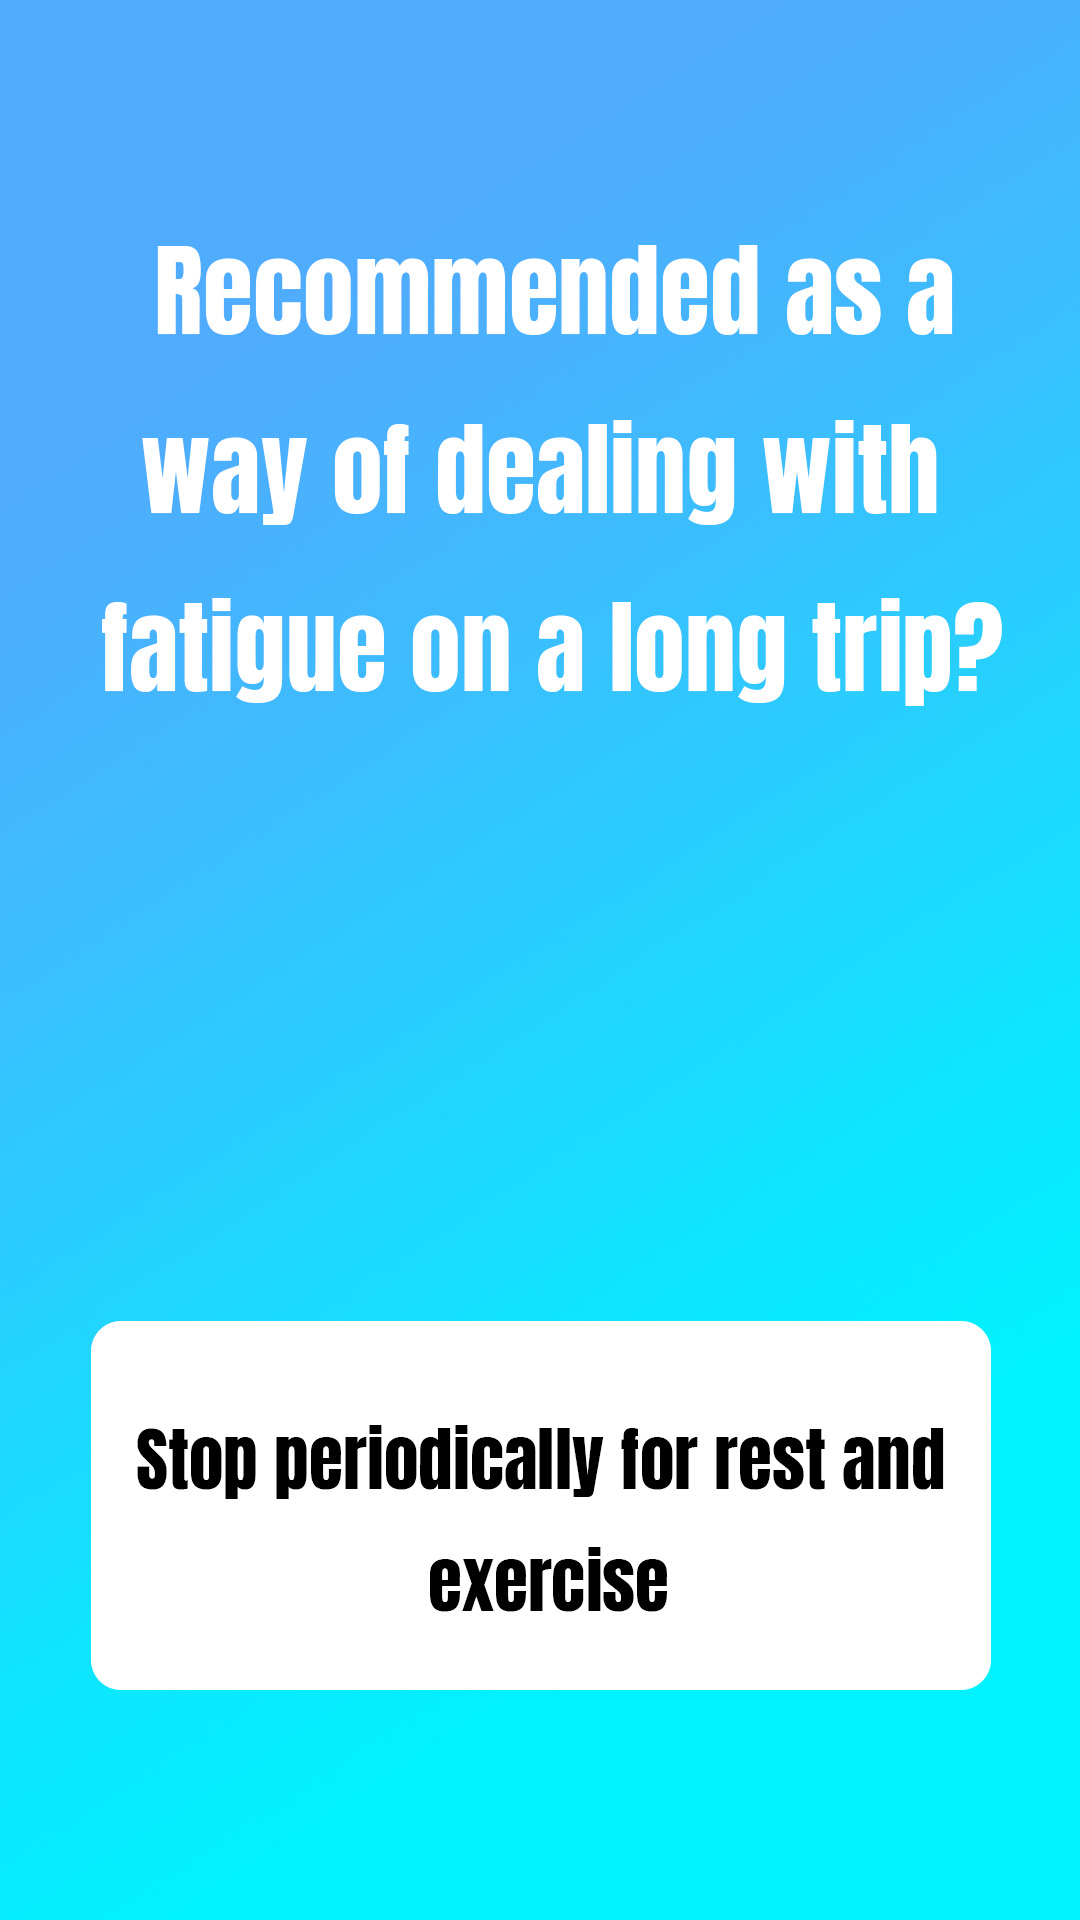 Recommended as a
way of dealing with
fatigue on a long trip?
Stop periodically for rest and
exercise